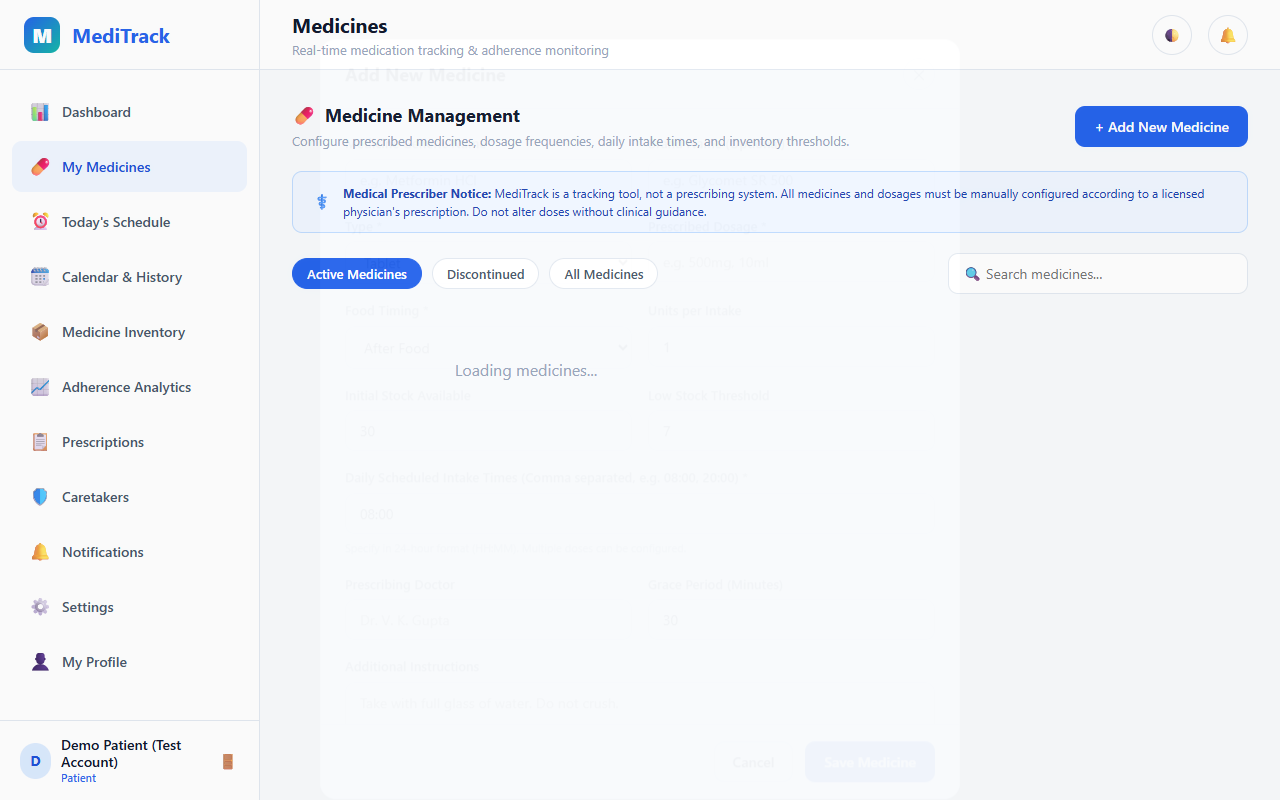 M MediTrack
Dashboard
My Medicines
Today's Schedule
Calendar & History
Medicine Inventory
Adherence Analytics
Prescriptions
Caretakers
Notifications
Settings
My Profile
D
Demo Patient (Test
Account)
Patient
Medicines
Real-time medication tracking & adherence monitoring
Medicine Management
Configure prescribed medicines, dosage frequencies, daily intake times, and inventory thresholds.
+ Add New Medicine
Medical Prescriber Notice: MediTrack is a tracking tool, not a prescribing system. All medicines and dosages must be manually configured according to a licensed
physician's prescription. Do not alter doses without clinical guidance.
Active Medicines
Discontinued
All Medicines
Search medicines...
Loading medicines...
Add New Medicine
Food Timing *
Units per Intake
After Food
1
Initial Stock Available
Low Stock Threshold
30
7
Daily Scheduled Intake Times (Comma separated, e.g. 08:00, 20:00) *
08:00
Prescribing Doctor
Grace Period (Minutes)
30
Additional Instructions
Cancel
Save Medicine